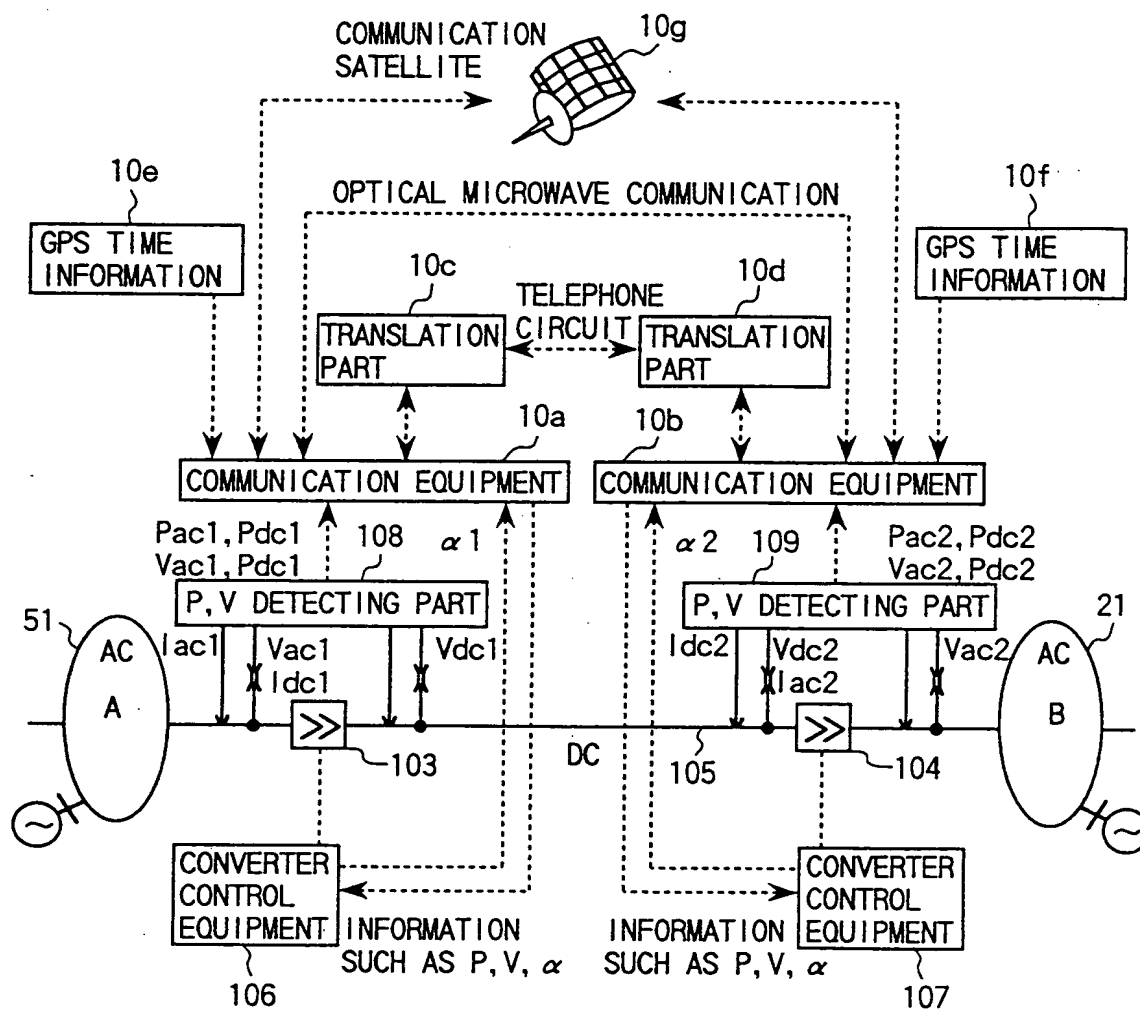 COMMUNICATION
SATELLITE
10g
10e
OPTICAL MICROWAVE COMMUNICATION
10f
GPS TIME
INFORMATION
GPS TIME
INFORMATION
10c
TELEPHONE
CIRCUIT
10d
TRANSLATION
PART
TRANSLATION
PART
10a
10b
COMMUNICATION EQUIPMENT
COMMUNICATION EQUIPMENT
Pac1, Pdc1
Vac1, Pdc1
108
α1
α2
109
Pac2, Pdc2
Vac2, Pdc2
P, V DETECTING PART
P, V DETECTING PART
51
21
AC
A
Iac1
Vac1
Idc1
Vdc1
Idc2
Vdc2
Iac2
Vac2
AC
B
103
DC
105
104
CONVERTER
CONTROL
EQUIPMENT
INFORMATION
SUCH AS P, V, α
INFORMATION
SUCH AS P, V, α
CONVERTER
CONTROL
EQUIPMENT
106
107